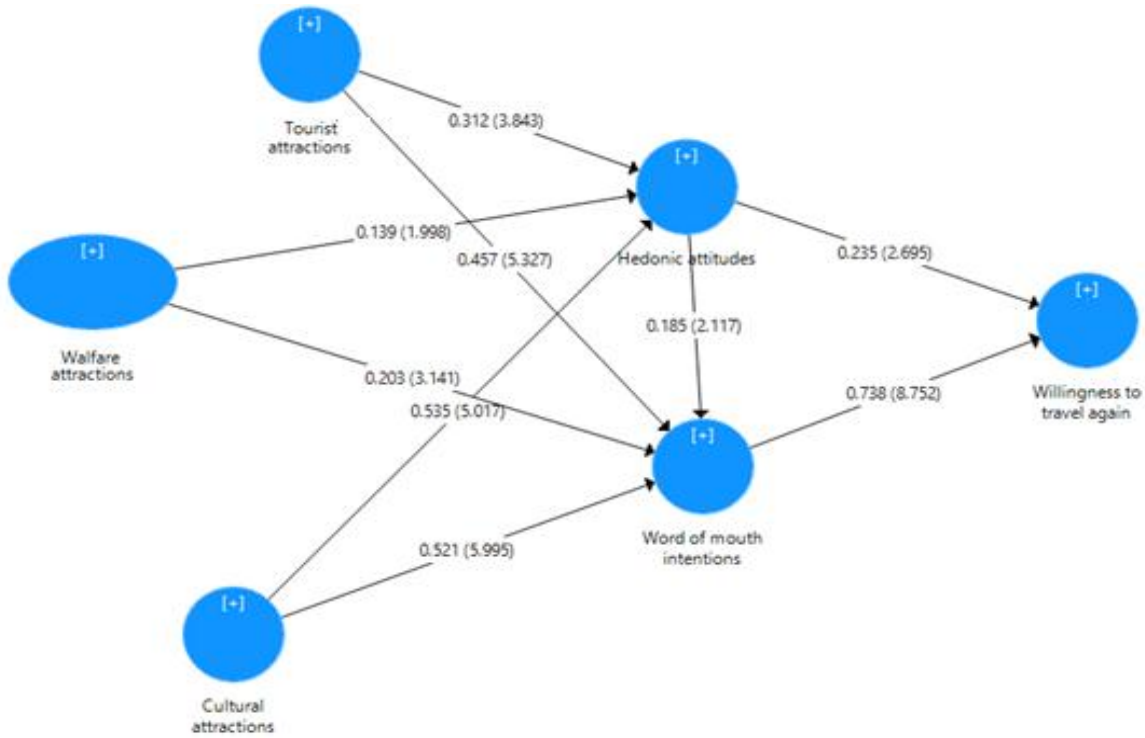 [+]
Tourist
attractions
0.312 (3.843)
[+]
Hedonic attitudes
0.139 (1.998)
0.457 (5.327)
[+]
Walfare
attractions
0.235 (2.695)
[+]
Willingness to
travel again
0.185 (2.117)
0.203 (3.141)
0.535 (5.017)
0.738 (8.752)
[+]
Word of mouth
intentions
0.521 (5.995)
[+]
Cultural
attractions